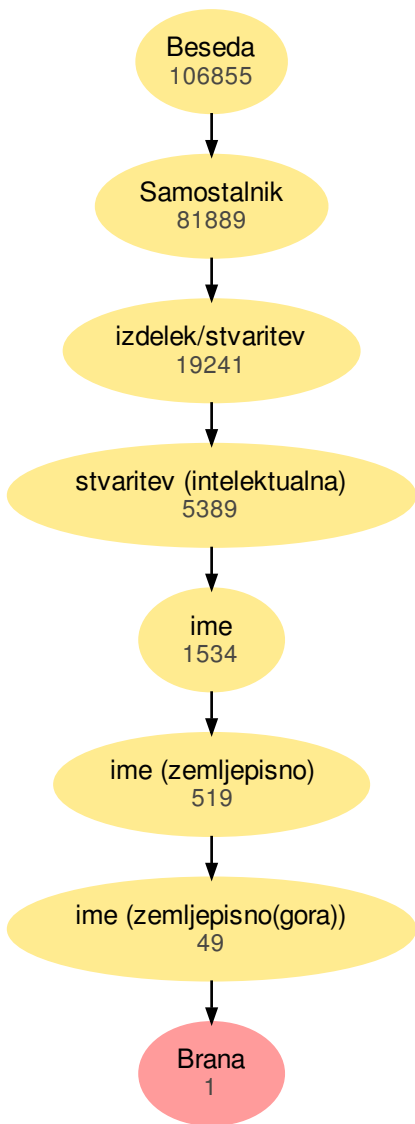 Beseda
106855
Samostalnik
81889
izdelek/stvaritev
19241
stvaritev (intelektualna)
5389
ime
1534
ime (zemljepisno)
519
ime (zemljepisno(gora))
49
Brana
1